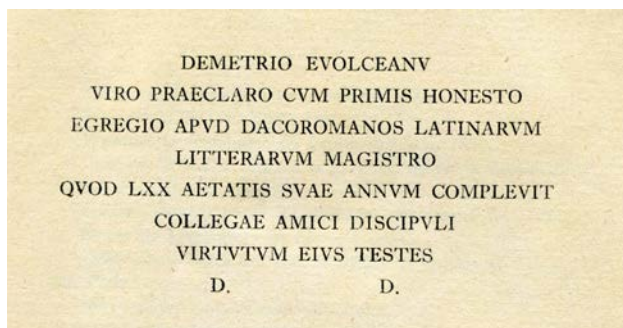 DEMETRIO EVOLCEANV
VIRO PRAECLARO CVM PRIMIS HONESTO
EGREGIO APVD DACOROMANOS LATINARVM
LITTERARVM MAGISTRO
QVOD LXX AETATIS SVAE ANNVM COMPLEVIT
COLLEGAE AMICI DISCIPVLI
VIRTVTVM EIVS TESTES
D. D.